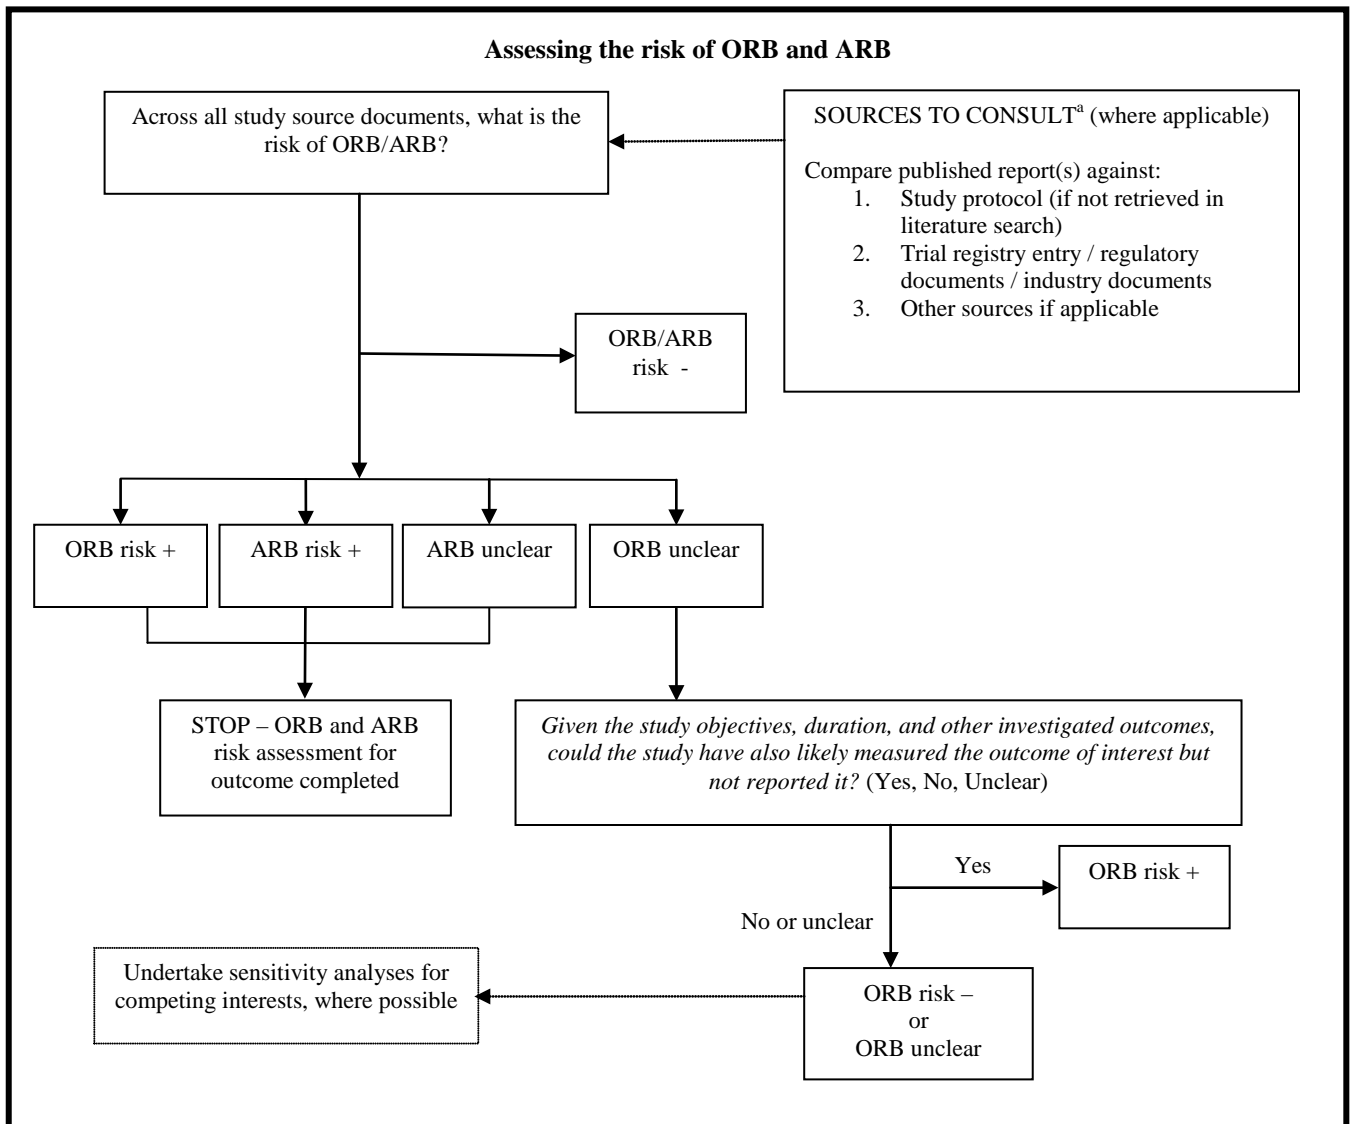 Assessing the risk of ORB and ARB
Across all study source documents, what is the
risk of ORB/ARB?
SOURCES TO CONSULTa (where applicable)
Compare published report(s) against:
1. Study protocol (if not retrieved in
literature search)
2. Trial registry entry / regulatory
documents / industry documents
3. Other sources if applicable
ORB/ARB
risk -
ORB risk +
ARB risk +
ARB unclear
ORB unclear
STOP – ORB and ARB
risk assessment for
outcome completed
Given the study objectives, duration, and other investigated outcomes,
could the study have also likely measured the outcome of interest but
not reported it? (Yes, No, Unclear)
Yes
ORB risk +
No or unclear
Undertake sensitivity analyses for
competing interests, where possible
ORB risk –
or
ORB unclear